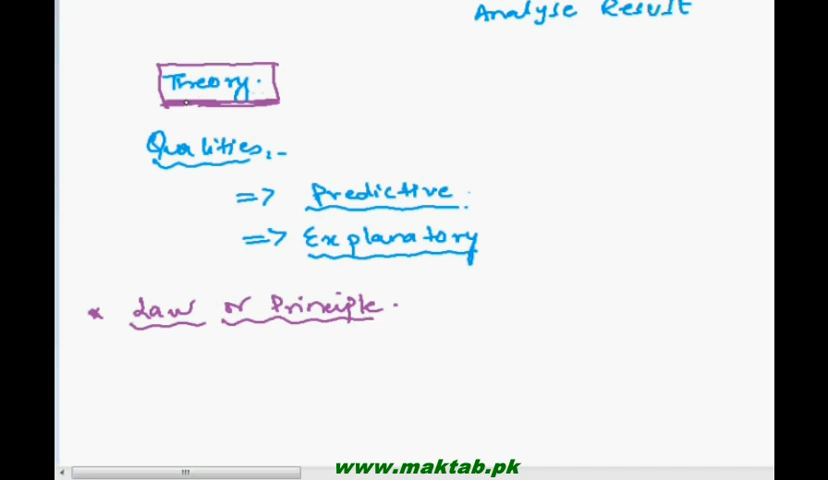 Analyse Result
Theory.
Qualities,-
=> Predictive.
=> Explanatory
* Law or Principle.
www.maktab.pk